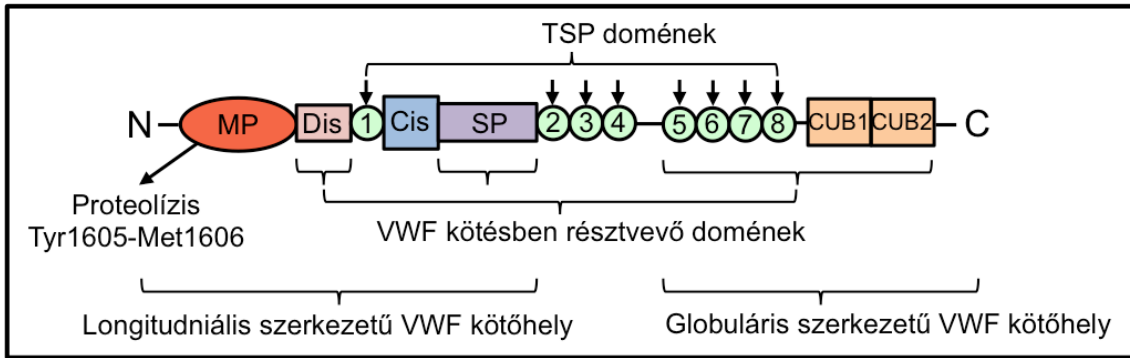 TSP domének
N MP Dis 1 Cis SP 2 3 4 5 6 7 8 CUB1 CUB2 C
Proteolízis
Tyr1605-Met1606
VWF kötésben résztvevő domének
Longitudniális szerkezetű VWF kötőhely
Globuláris szerkezetű VWF kötőhely